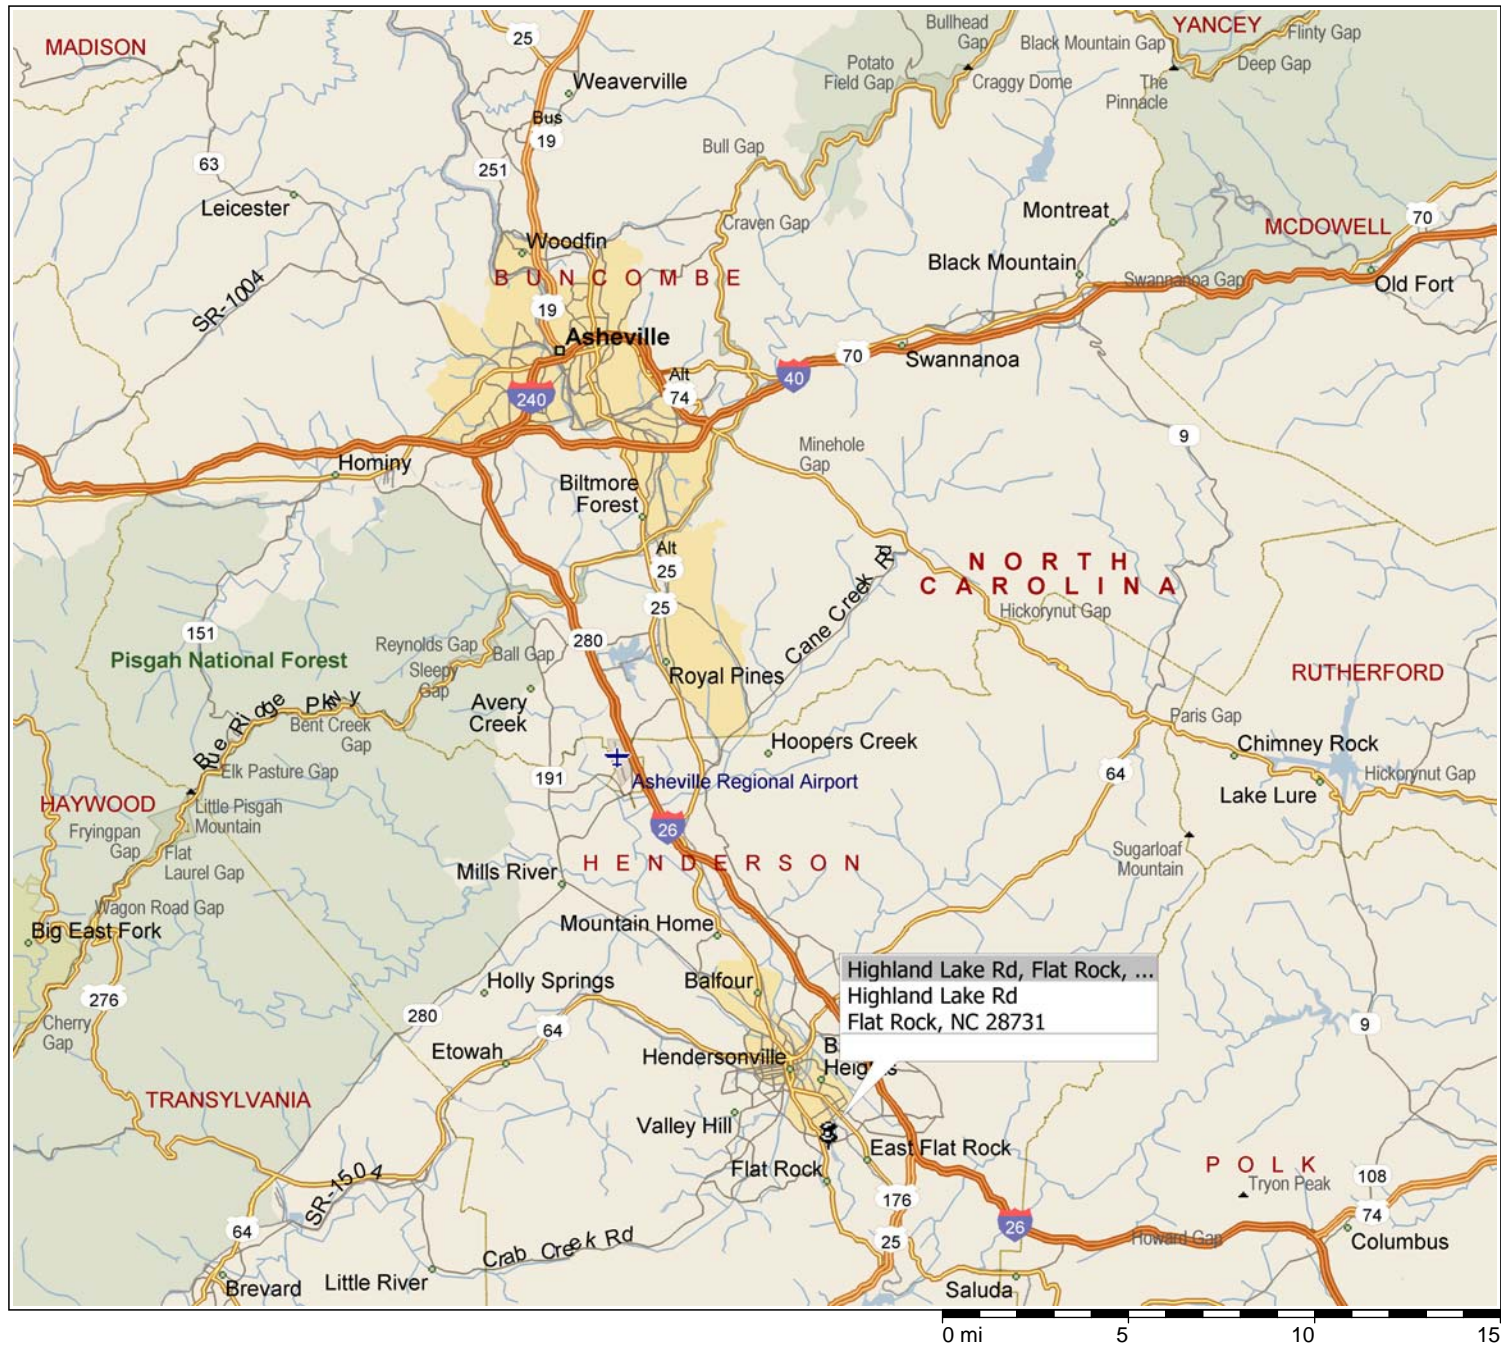 MADISON
25
Bullhead
Gap
YANCEY
Flinty Gap
Black Mountain Gap
Deep Gap
Potato
Field Gap
Craggy Dome
The
Pinnacle
Weaverville
Bus
19
63
251
Bull Gap
Leicester
Montreat
70
Craven Gap
MCDOWELL
Woodfin
BUNCOMBE
Black Mountain
Swannanoa Gap
Old Fort
SR-1004
19
Asheville
70
Swannanoa
Alt
74
40
240
9
Minehole
Gap
Hominy
Biltmore
Forest
Alt
25
25
NORTH
CAROLINA
Hickorynut Gap
Cane Creek Rd
151
280
Reynolds Gap
Ball Gap
Pisgah National Forest
Sleepy
Gap
Royal Pines
RUTHERFORD
Avery
Creek
Blue Ridge Pkwy
Bent Creek
Gap
Paris Gap
Hoopers Creek
Chimney Rock
Elk Pasture Gap
191
Asheville Regional Airport
64
Hickorynut Gap
Lake Lure
HAYWOOD
Little Pisgah
Mountain
Fryingpan
Gap
26
Flat
Laurel Gap
Sugarloaf
Mountain
Mills River
HENDERSON
Wagon Road Gap
Big East Fork
Mountain Home
Highland Lake Rd, Flat Rock, ...
Highland Lake Rd
Flat Rock, NC 28731
Holly Springs
Balfour
276
280
64
9
Cherry
Gap
Etowah
Hendersonville
B
Heights
TRANSYLVANIA
Valley Hill
East Flat Rock
Flat Rock
POLK
Tryon Peak
108
SR-1504
176
74
64
26
25
Howard Gap
Columbus
Crab Creek Rd
Brevard
Little River
Saluda
0 mi 5 10 15